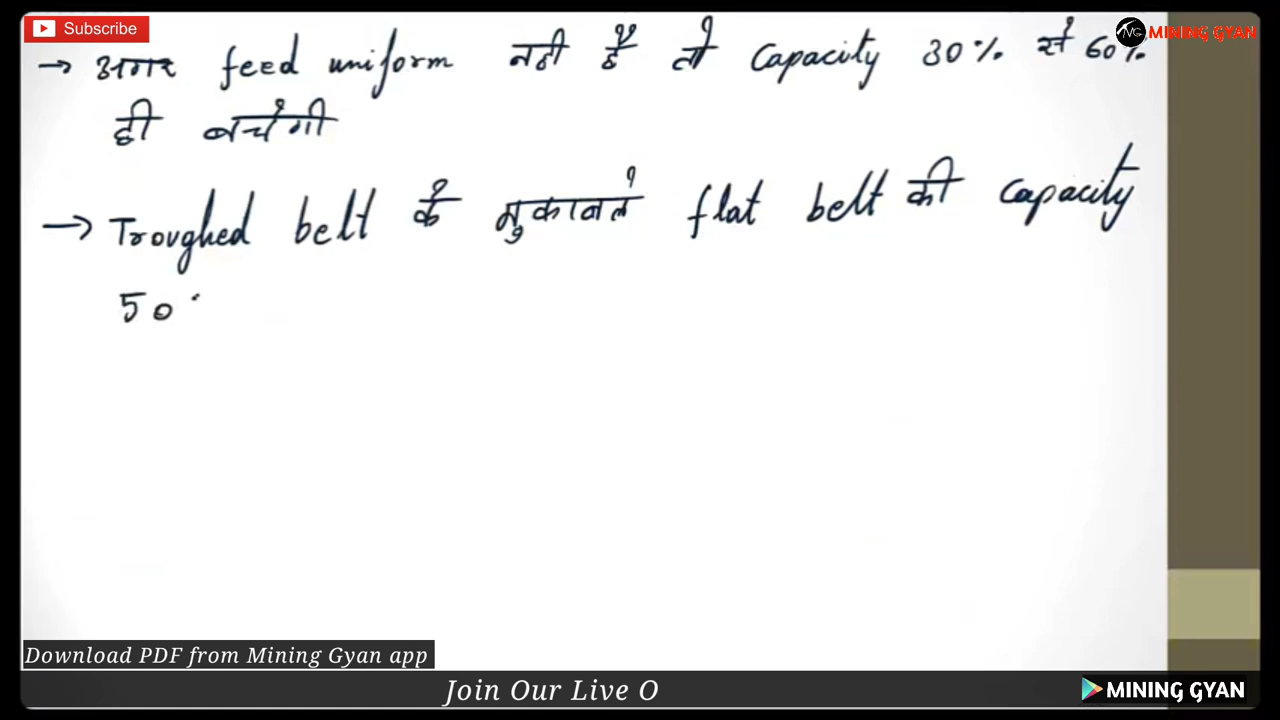 Subscribe
MINING GYAN
→ अगर feed uniform नही है तो Capacity 30% से 60%
ही बचेगी
→ Troughed belt के मुकाबले flat belt की capacity
50
Download PDF from Mining Gyan app
Join Our Live O
MINING GYAN